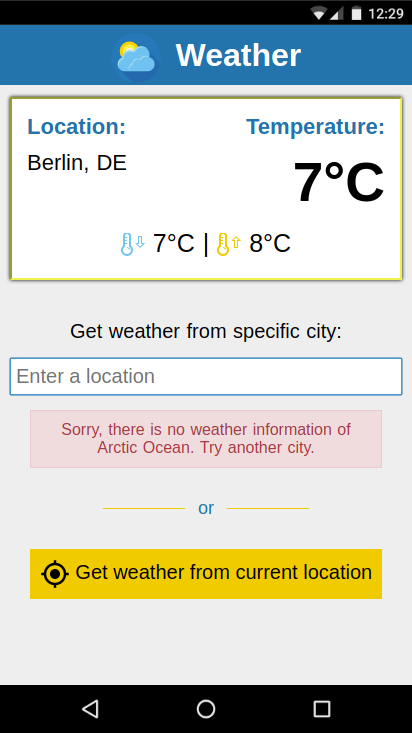 12:29
Weather
Location:
Temperature:
Berlin, DE
7°C
7°C | 8°C
Get weather from specific city:
Enter a location
Sorry, there is no weather information of
Arctic Ocean. Try another city.
or
Get weather from current location